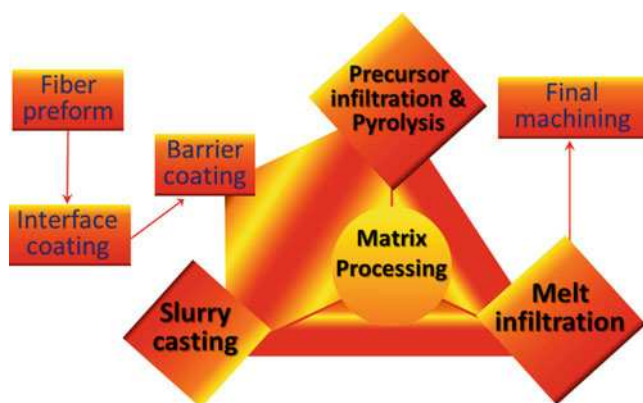 Fiber
preform
Interface
coating
Barrier
coating
Precursor
infiltration &
Pyrolysis
Matrix
Processing
Slurry
casting
Melt
infiltration
Final
machining